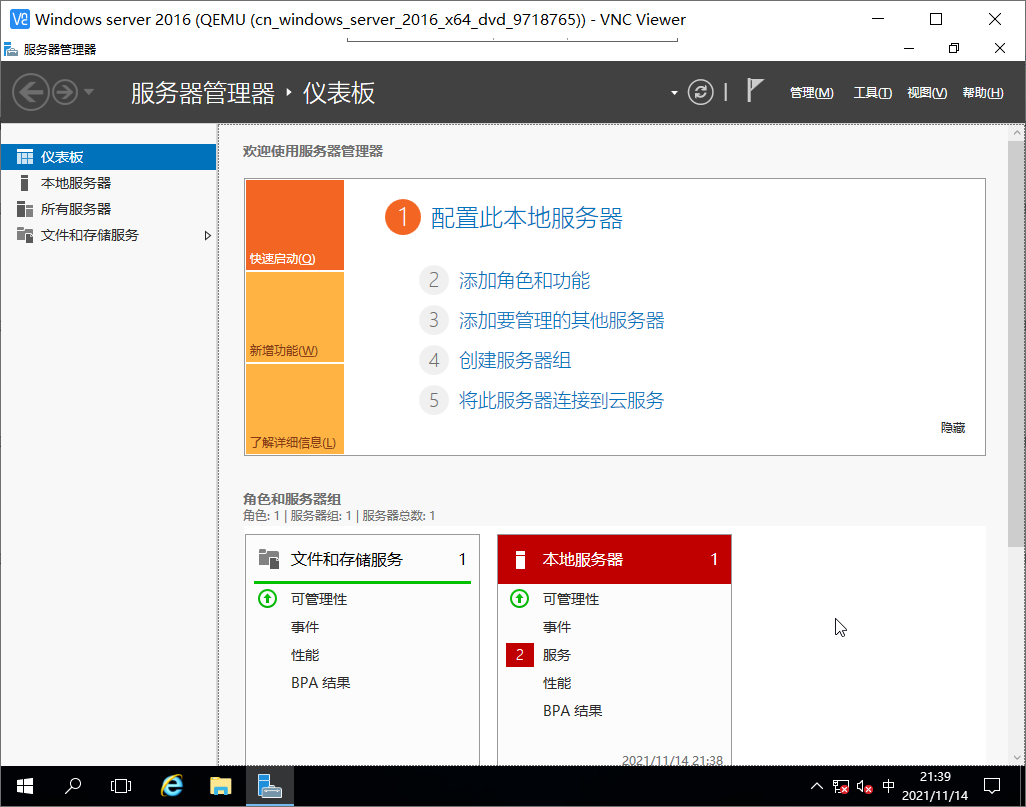 Windows server 2016 (QEMU (cn_windows_server_2016_x64_dvd_9718765)) - VNC Viewer
服务器管理器
服务器管理器 ‣ 仪表板
管理(M) 工具(T) 视图(V) 帮助(H)
仪表板
本地服务器
所有服务器
文件和存储服务
欢迎使用服务器管理器
快速启动(Q)
新增功能(W)
了解详细信息(L)
1 配置此本地服务器
2 添加角色和功能
3 添加要管理的其他服务器
4 创建服务器组
5 将此服务器连接到云服务
隐藏
角色和服务器组
角色: 1 | 服务器组: 1 | 服务器总数: 1
文件和存储服务 1
可管理性
事件
性能
BPA 结果
本地服务器 1
可管理性
事件
2 服务
性能
BPA 结果
2021/11/14 21:38
中
21:39
2021/11/14